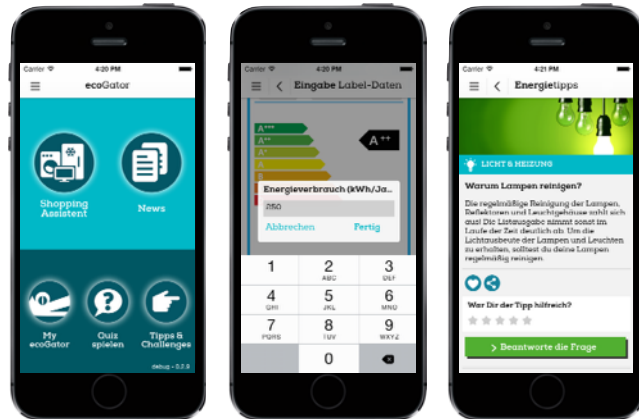 Carrier 4:20 PM
ecoGator
Shopping
Assistent
News
My
ecoGator
Quiz
spielen
Tipps &
Challenges
Carrier 4:20 PM
Eingabe Label-Daten
A+++
A++
A+
A
B
A++
Energieverbrauch (kWh/Ja...
250
Abbrechen Fertig
1 2 3
ABC DEF
4 5 6
GHI JKL MNO
7 8 9
PQRS TUV WXYZ
0
Carrier 4:21 PM
Energietipps
LICHT & HEIZUNG
Warum Lampen reinigen?
Die regelmäßige Reinigung der Lampen,
Reflektoren und Leuchtgehäuse zahlt sich
aus! Die Listausgabe nimmt sonst im
Laufe der Zeit deutlich ab. Um die
Lichtausbeute der Lampen und Leuchten
zu erhalten, solltest du deine Lampen
regelmäßig reinigen.
War Dir der Tipp hilfreich?
> Beantworte die Frage